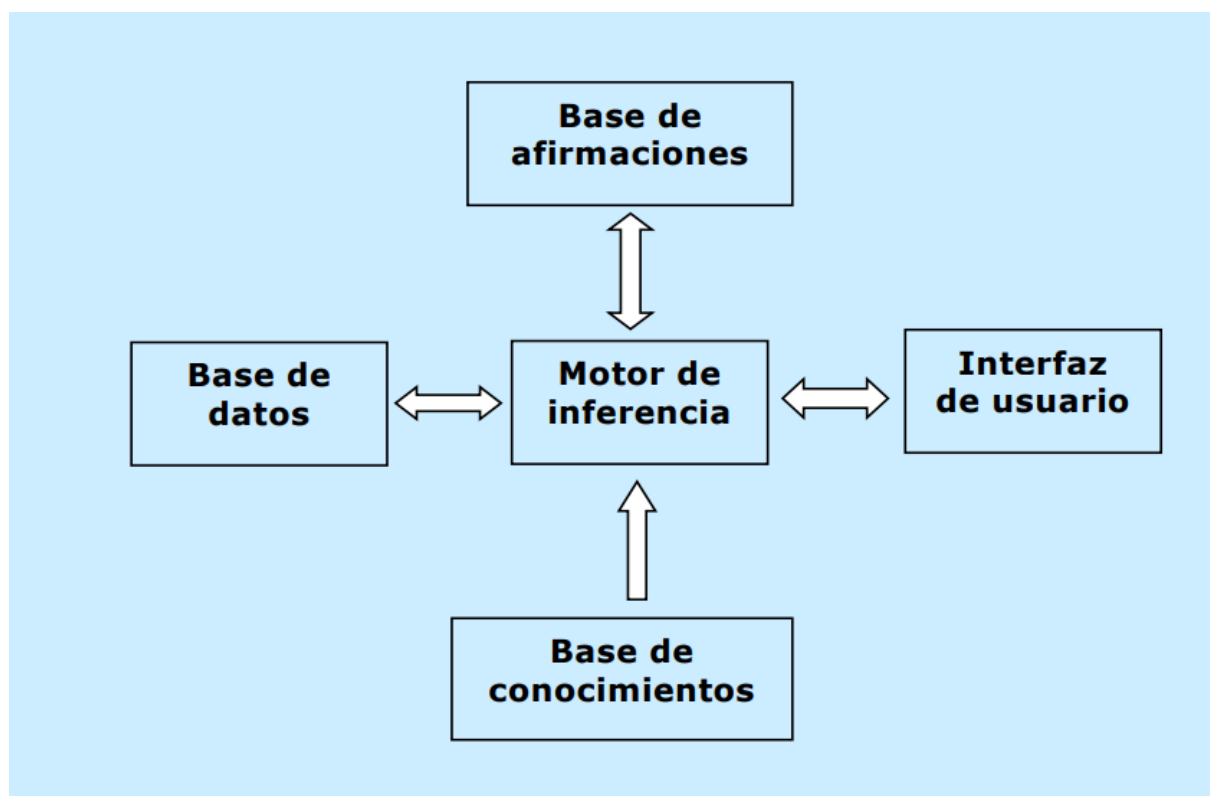 Base de
afirmaciones
Base de
datos
Motor de
inferencia
Interfaz
de usuario
Base de
conocimientos